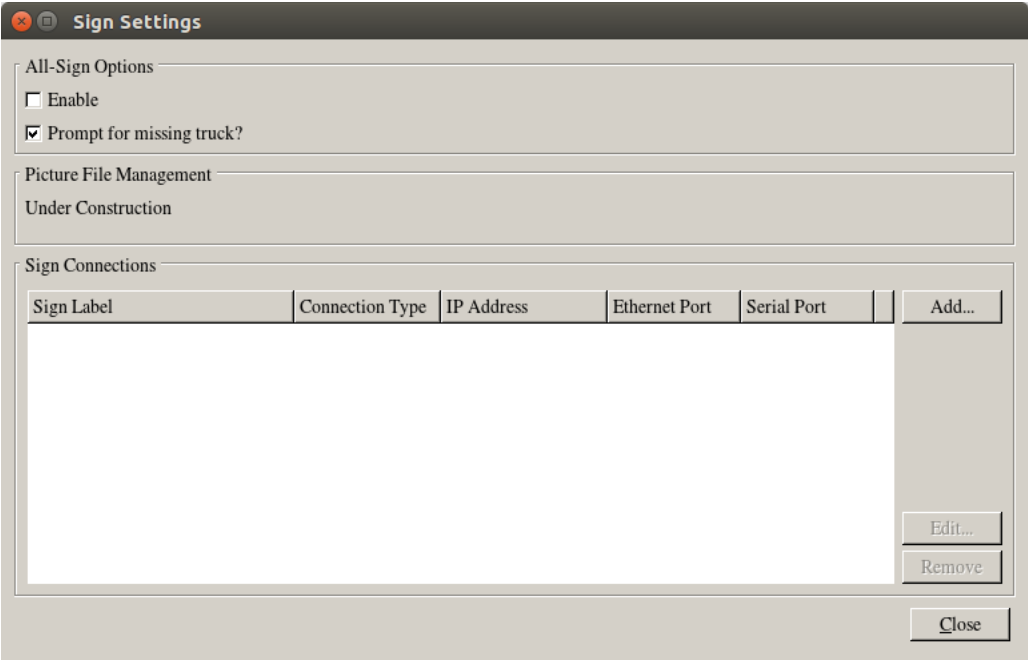 Sign Settings
All-Sign Options
Enable
Prompt for missing truck?
Picture File Management
Under Construction
Sign Connections
Sign Label Connection Type IP Address Ethernet Port Serial Port Add...
Edit...
Remove
Close